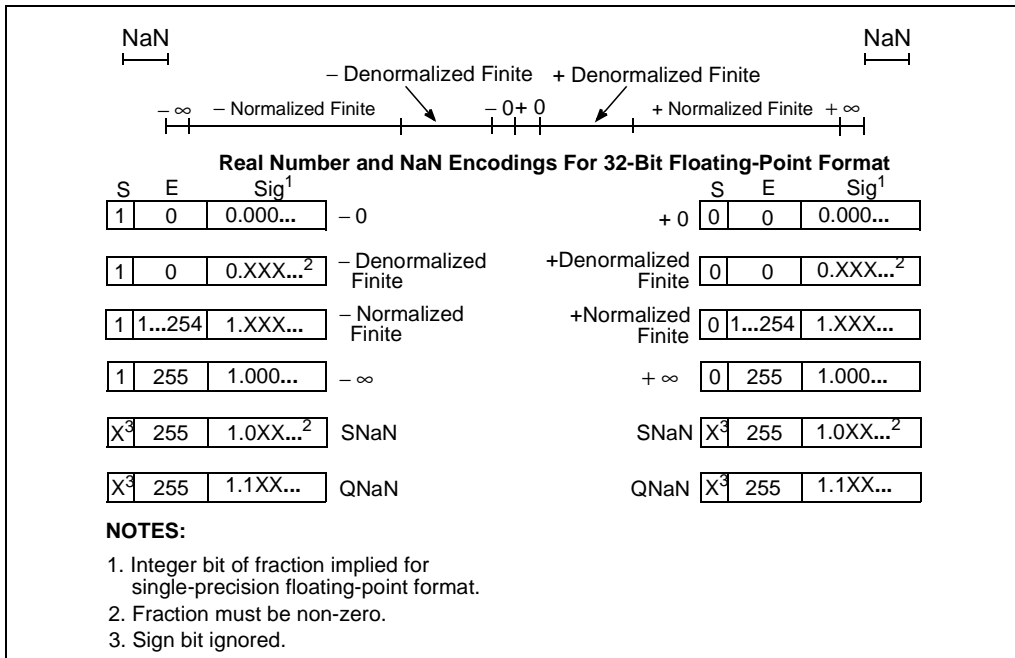 NaN NaN
– Denormalized Finite + Denormalized Finite
– ∞ – Normalized Finite – 0 + 0 + Normalized Finite + ∞
Real Number and NaN Encodings For 32-Bit Floating-Point Format
S E Sig¹ S E Sig¹
1 0 0.000... – 0 + 0 0 0 0.000...
1 0 0.XXX...² – Denormalized Finite +Denormalized Finite 0 0 0.XXX...²
1 1...254 1.XXX... – Normalized Finite +Normalized Finite 0 1...254 1.XXX...
1 255 1.000... – ∞ + ∞ 0 255 1.000...
X³ 255 1.0XX...² SNaN SNaN X³ 255 1.0XX...²
X³ 255 1.1XX... QNaN QNaN X³ 255 1.1XX...
NOTES:
1. Integer bit of fraction implied for
single-precision floating-point format.
2. Fraction must be non-zero.
3. Sign bit ignored.